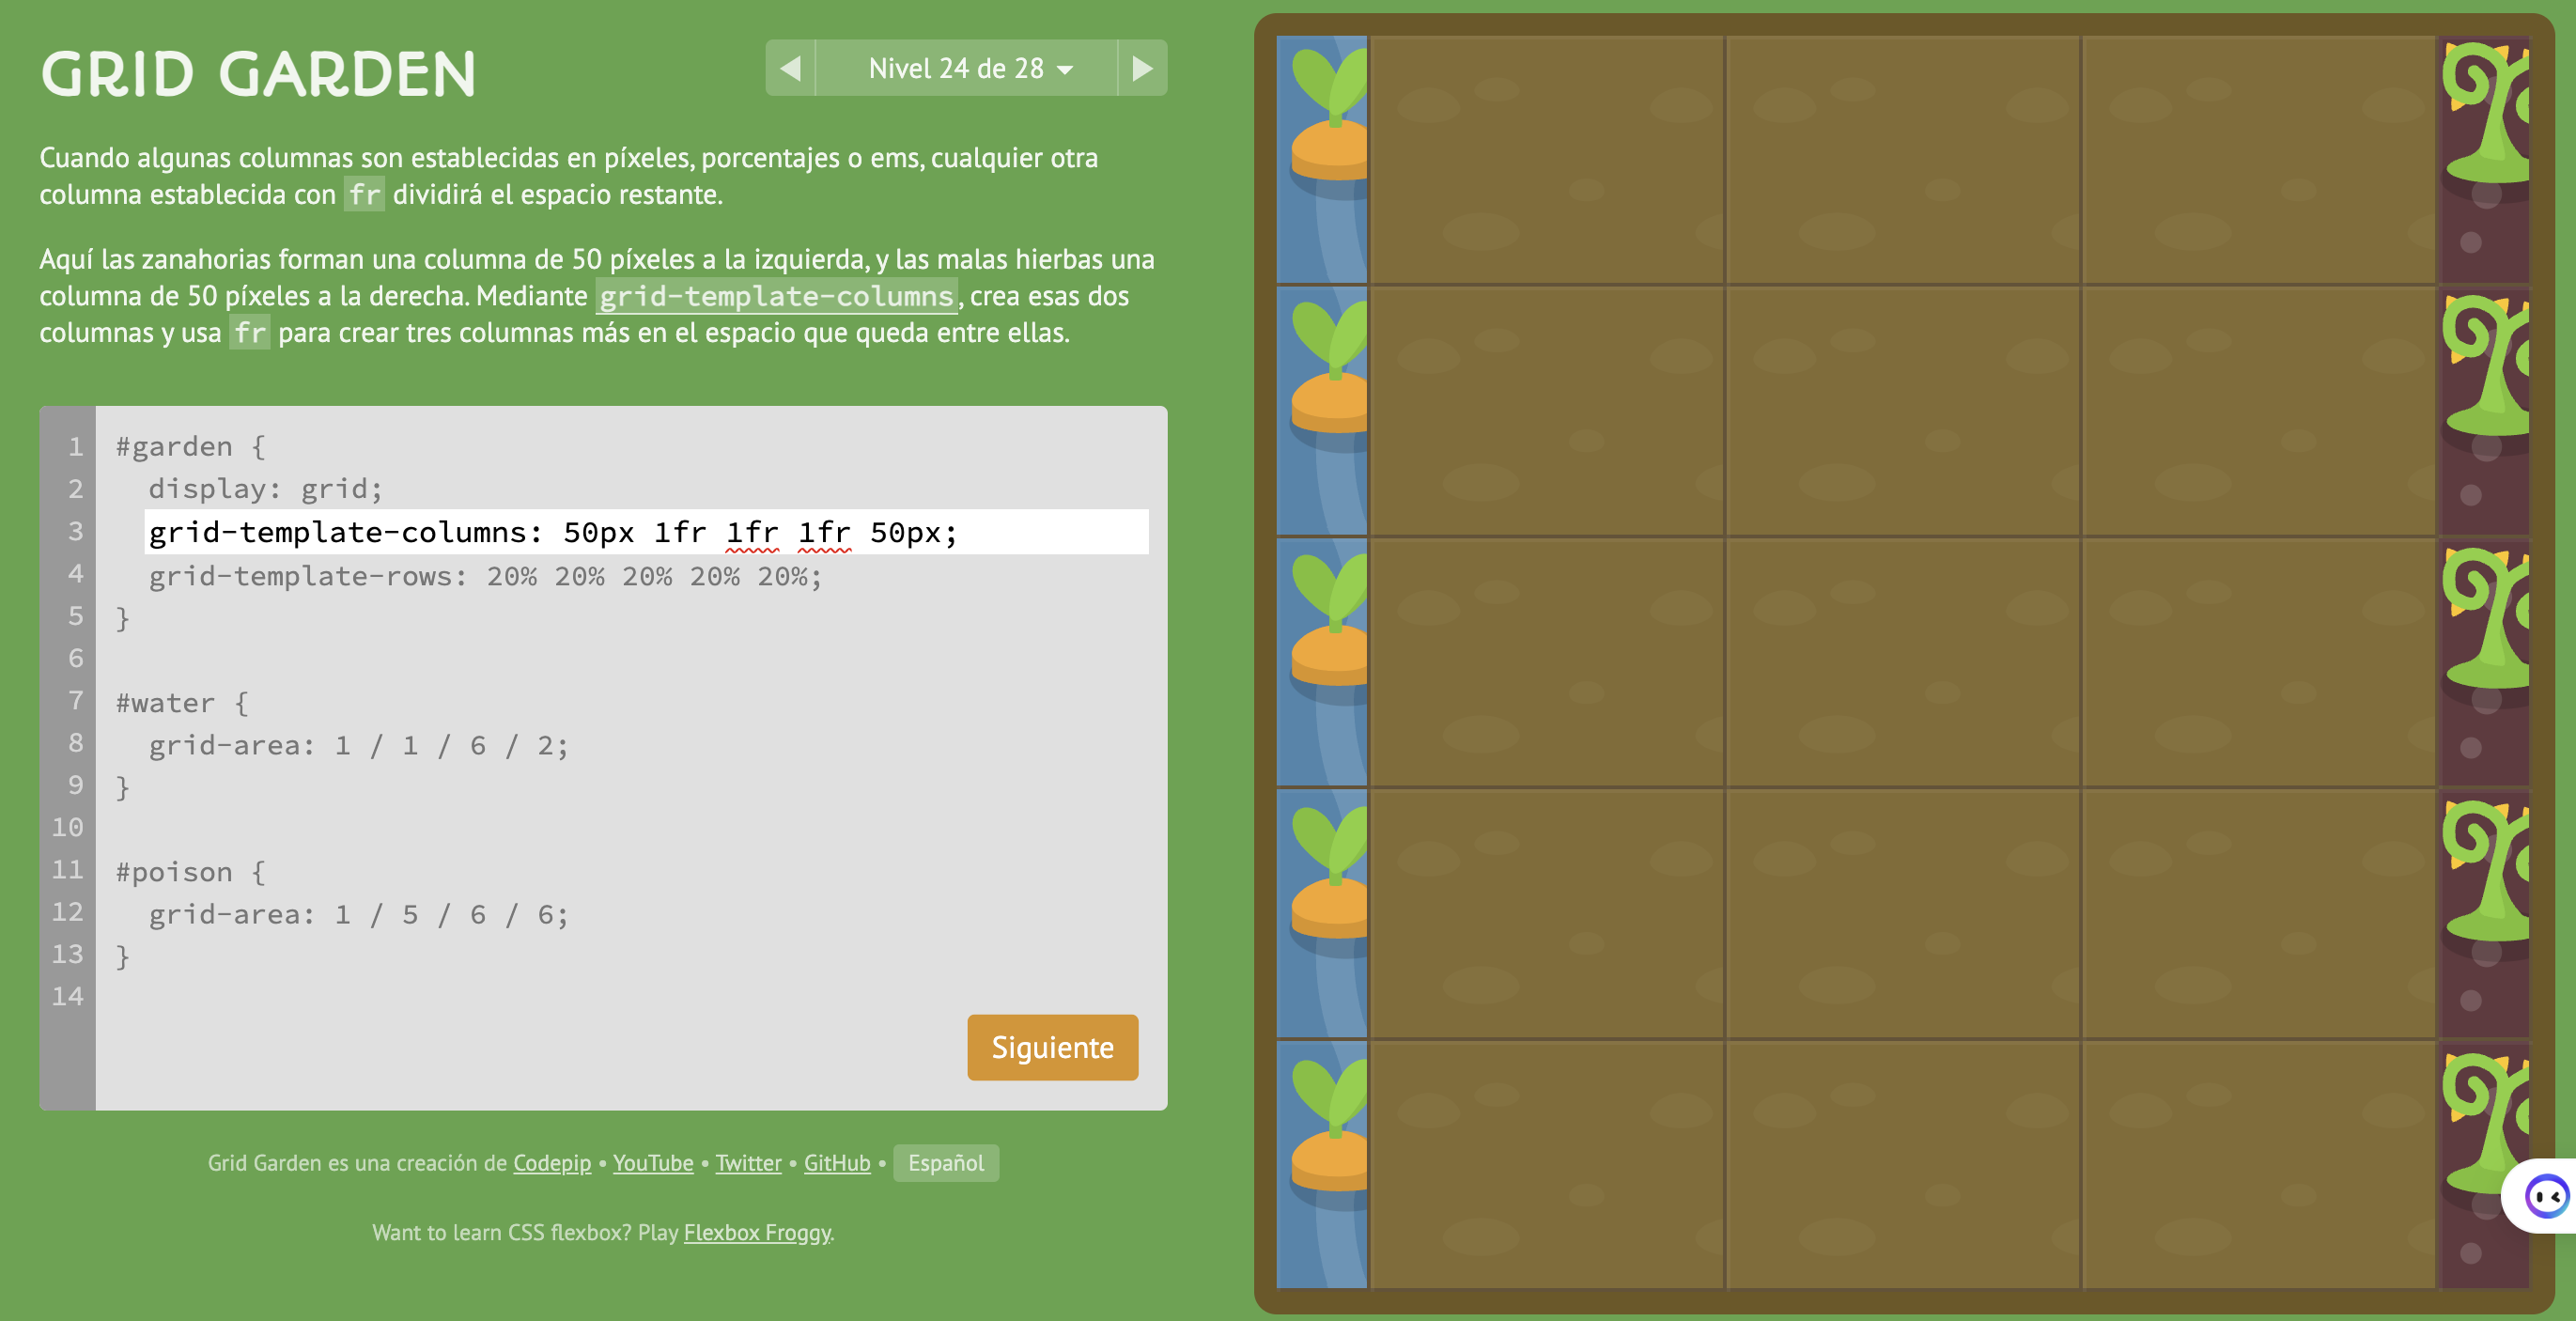 GRID GARDEN
Nivel 24 de 28
Cuando algunas columnas son establecidas en píxeles, porcentajes o ems, cualquier otra
columna establecida con fr dividirá el espacio restante.
Aquí las zanahorias forman una columna de 50 píxeles a la izquierda, y las malas hierbas una
columna de 50 píxeles a la derecha. Mediante grid-template-columns, crea esas dos
columnas y usa fr para crear tres columnas más en el espacio que queda entre ellas.
1 #garden {
2 display: grid;
3 grid-template-columns: 50px 1fr 1fr 1fr 50px;
4 grid-template-rows: 20% 20% 20% 20% 20%;
5 }
6
7 #water {
8 grid-area: 1 / 1 / 6 / 2;
9 }
10
11 #poison {
12 grid-area: 1 / 5 / 6 / 6;
13 }
14
Siguiente
Grid Garden es una creación de Codepip • YouTube • Twitter • GitHub • Español
Want to learn CSS flexbox? Play Flexbox Froggy.